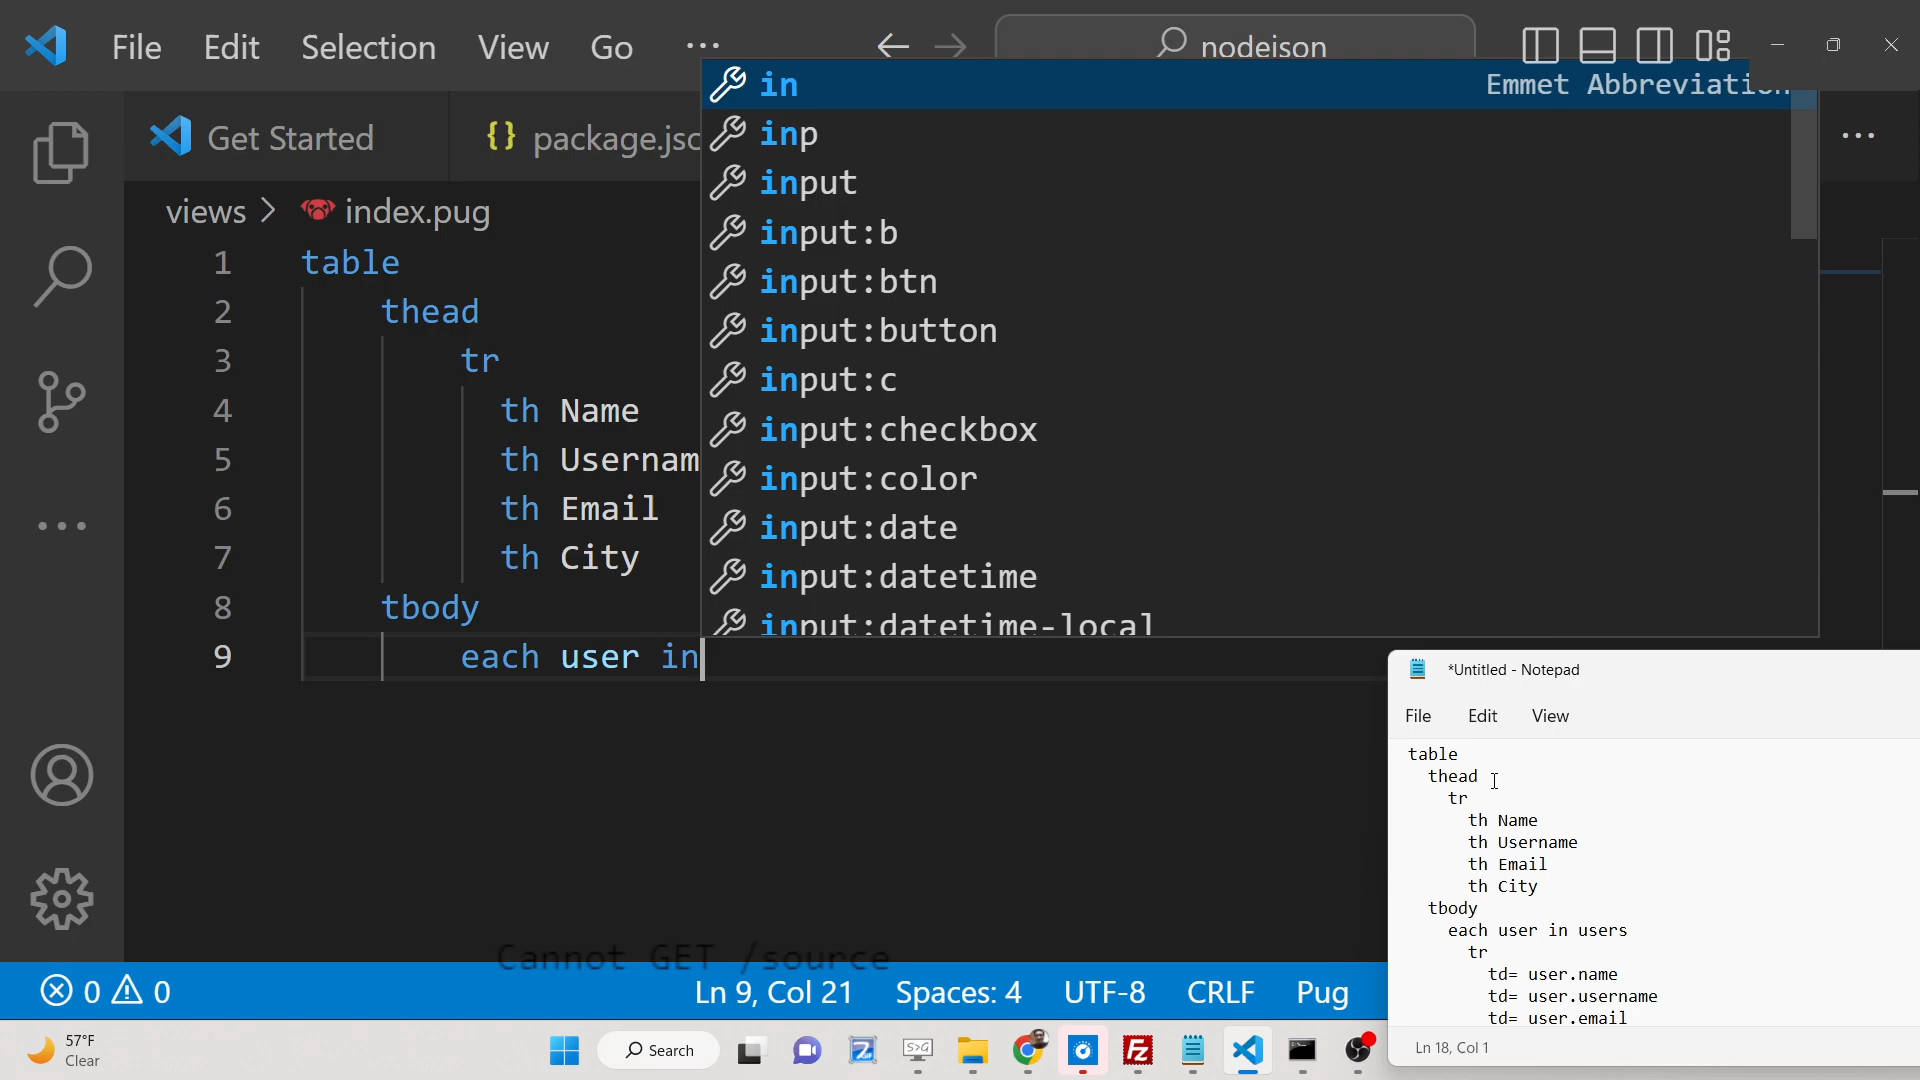 File Edit Selection View Go ...
nodejson
Get Started
{} package.jsc
views > index.pug
1 table
2 thead
3 tr
4 th Name
5 th Usernam
6 th Email
7 th City
8 tbody
9 each user in
in Emmet Abbreviation
inp
input
input:b
input:btn
input:button
input:c
input:checkbox
input:color
input:date
input:datetime
input:datetime-local
Cannot GET /source
0 0
Ln 9, Col 21 Spaces: 4 UTF-8 CRLF Pug
*Untitled - Notepad
File Edit View
table
thead
tr
th Name
th Username
th Email
th City
tbody
each user in users
tr
td= user.name
td= user.username
td= user.email
Ln 18, Col 1
57°F
Clear
Search
S>G
Fz